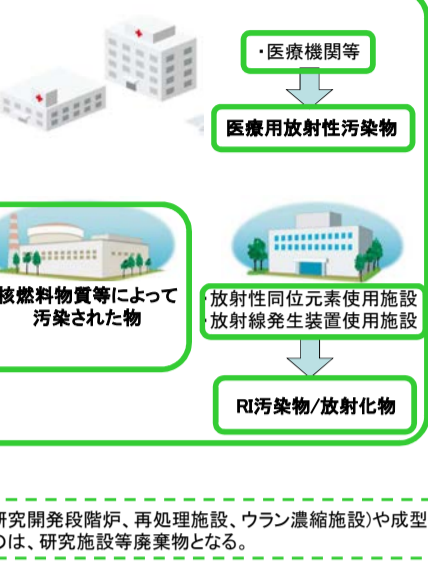 ・医療機関等
医療用放射性汚染物
核燃料物質等によって
汚染された物
・放射性同位元素使用施設
・放射線発生装置使用施設
RI汚染物/放射化物
研究開発段階炉、再処理施設、ウラン濃縮施設)や成型
のは、研究施設等廃棄物となる。